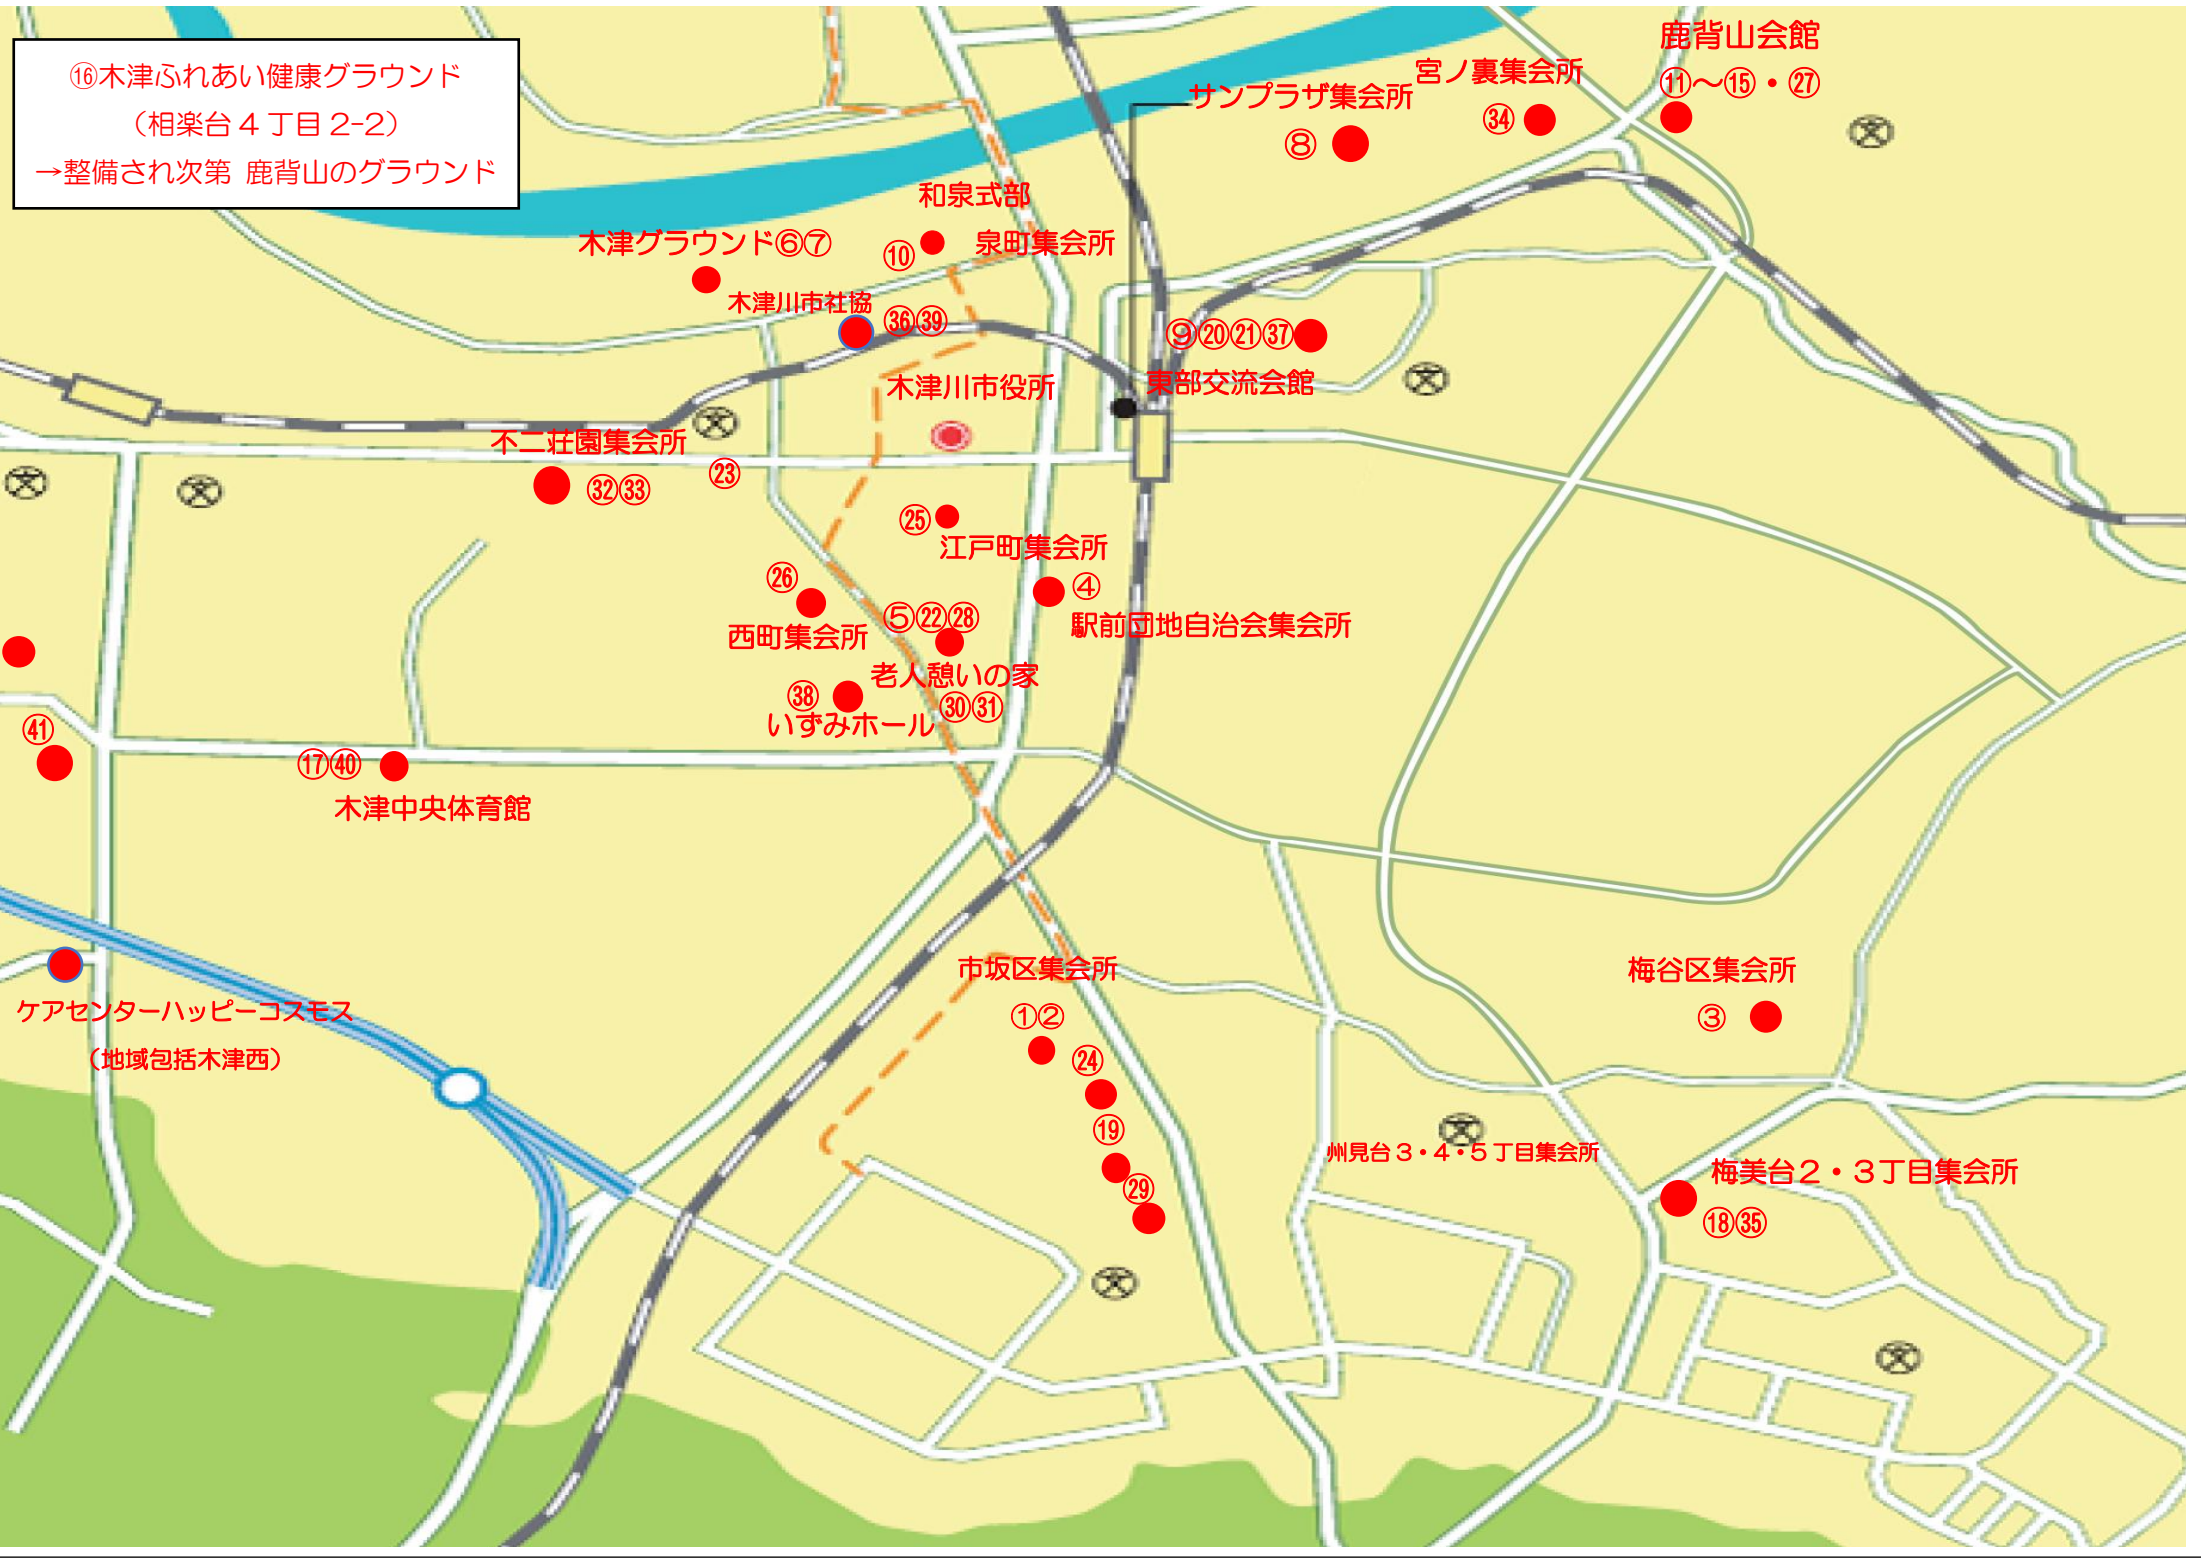 ⑯木津ふれあい健康グラウンド
（相楽台４丁目2-2）
→整備され次第 鹿背山のグラウンド
鹿背山会館
⑪～⑮・㉗
宮ノ裏集会所
㉞
サンプラザ集会所
⑧
和泉式部
⑩
泉町集会所
木津グラウンド⑥⑦
木津川市社協
㊱㊴
⑨⑳㉑㊲
東部交流会館
木津川市役所
不二荘園集会所
㉜㉝
㉓
㉕
江戸町集会所
㉖
西町集会所
④
駅前団地自治会集会所
⑤㉒㉘
老人憩いの家
㉚㉛
㊳
いずみホール
㊶
⑰㊵
木津中央体育館
市坂区集会所
①②
㉔
⑲
㉙
梅谷区集会所
③
ケアセンターハッピーコスモス
（地域包括木津西）
州見台３・４・５丁目集会所
梅美台２・３丁目集会所
⑱㉟